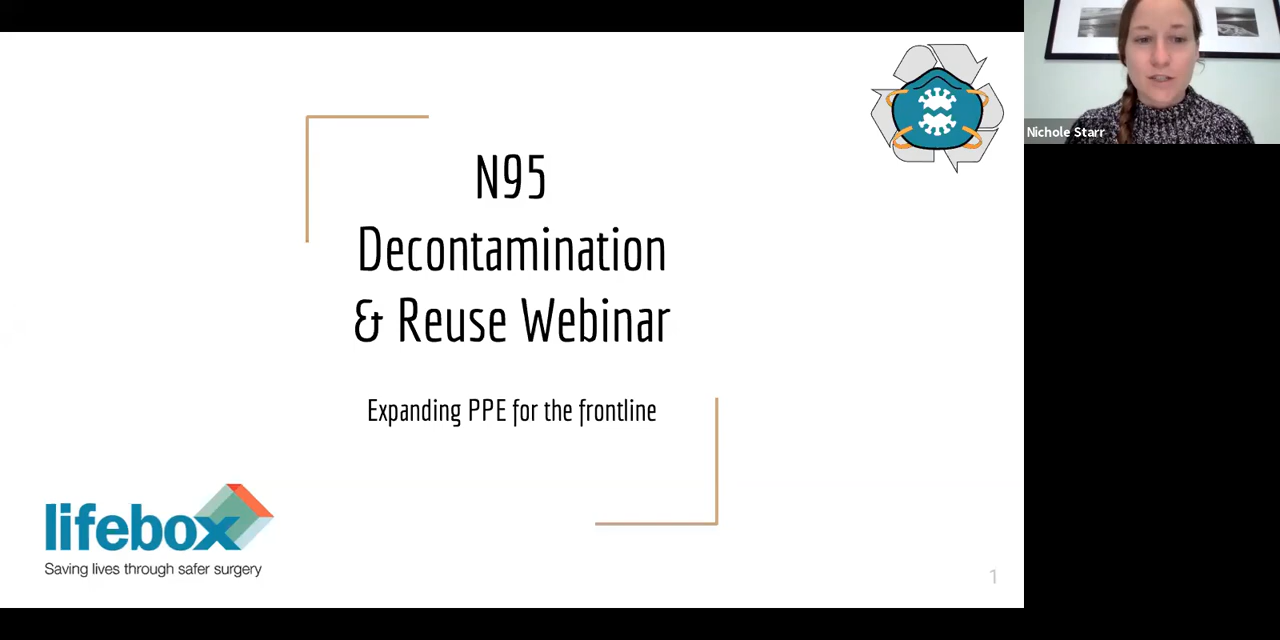 N95
Decontamination
& Reuse Webinar
Expanding PPE for the frontline
lifebox
Saving lives through safer surgery
1
Nichole Starr